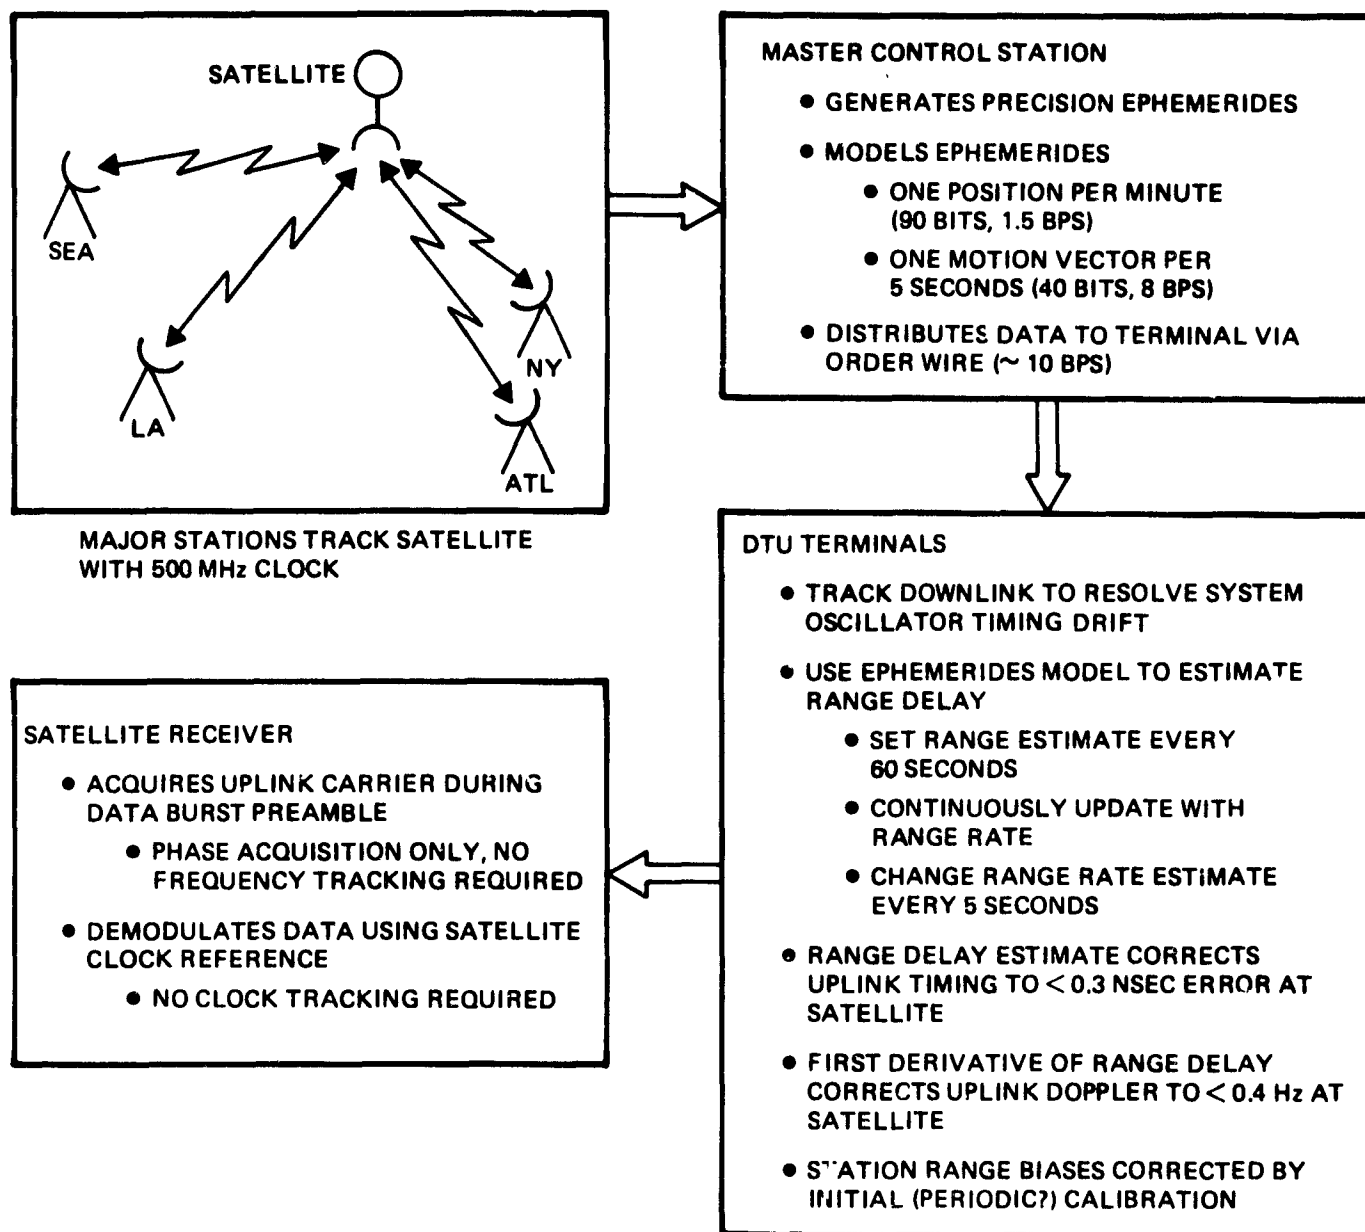 SATELLITE
SEA
LA
NY
ATL
MAJOR STATIONS TRACK SATELLITE
WITH 500 MHz CLOCK
MASTER CONTROL STATION
● GENERATES PRECISION EPHEMERIDES
● MODELS EPHEMERIDES
● ONE POSITION PER MINUTE
(90 BITS, 1.5 BPS)
● ONE MOTION VECTOR PER
5 SECONDS (40 BITS, 8 BPS)
● DISTRIBUTES DATA TO TERMINAL VIA
ORDER WIRE (~ 10 BPS)
DTU TERMINALS
● TRACK DOWNLINK TO RESOLVE SYSTEM
OSCILLATOR TIMING DRIFT
● USE EPHEMERIDES MODEL TO ESTIMATE
RANGE DELAY
● SET RANGE ESTIMATE EVERY
60 SECONDS
● CONTINUOUSLY UPDATE WITH
RANGE RATE
● CHANGE RANGE RATE ESTIMATE
EVERY 5 SECONDS
● RANGE DELAY ESTIMATE CORRECTS
UPLINK TIMING TO < 0.3 NSEC ERROR AT
SATELLITE
● FIRST DERIVATIVE OF RANGE DELAY
CORRECTS UPLINK DOPPLER TO < 0.4 Hz AT
SATELLITE
● STATION RANGE BIASES CORRECTED BY
INITIAL (PERIODIC?) CALIBRATION
SATELLITE RECEIVER
● ACQUIRES UPLINK CARRIER DURING
DATA BURST PREAMBLE
● PHASE ACQUISITION ONLY, NO
FREQUENCY TRACKING REQUIRED
● DEMODULATES DATA USING SATELLITE
CLOCK REFERENCE
● NO CLOCK TRACKING REQUIRED